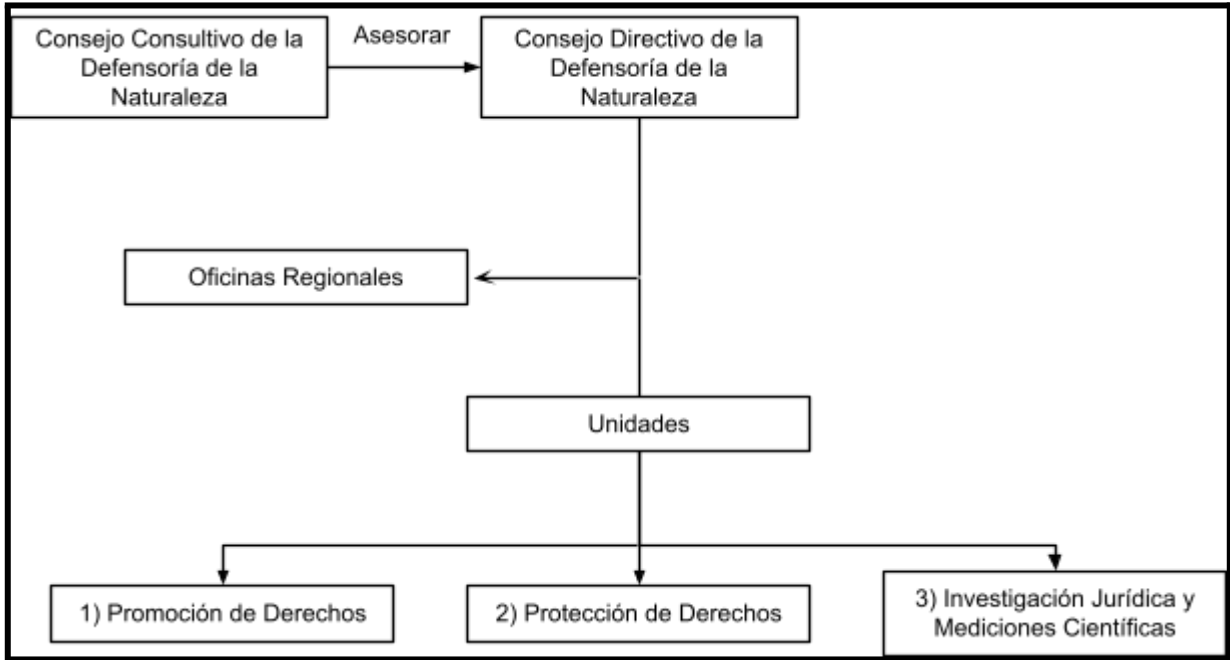 Consejo Consultivo de la
Defensoría de la
Naturaleza
Asesorar
Consejo Directivo de la
Defensoría de la
Naturaleza
Oficinas Regionales
Unidades
1) Promoción de Derechos
2) Protección de Derechos
3) Investigación Jurídica y
Mediciones Científicas